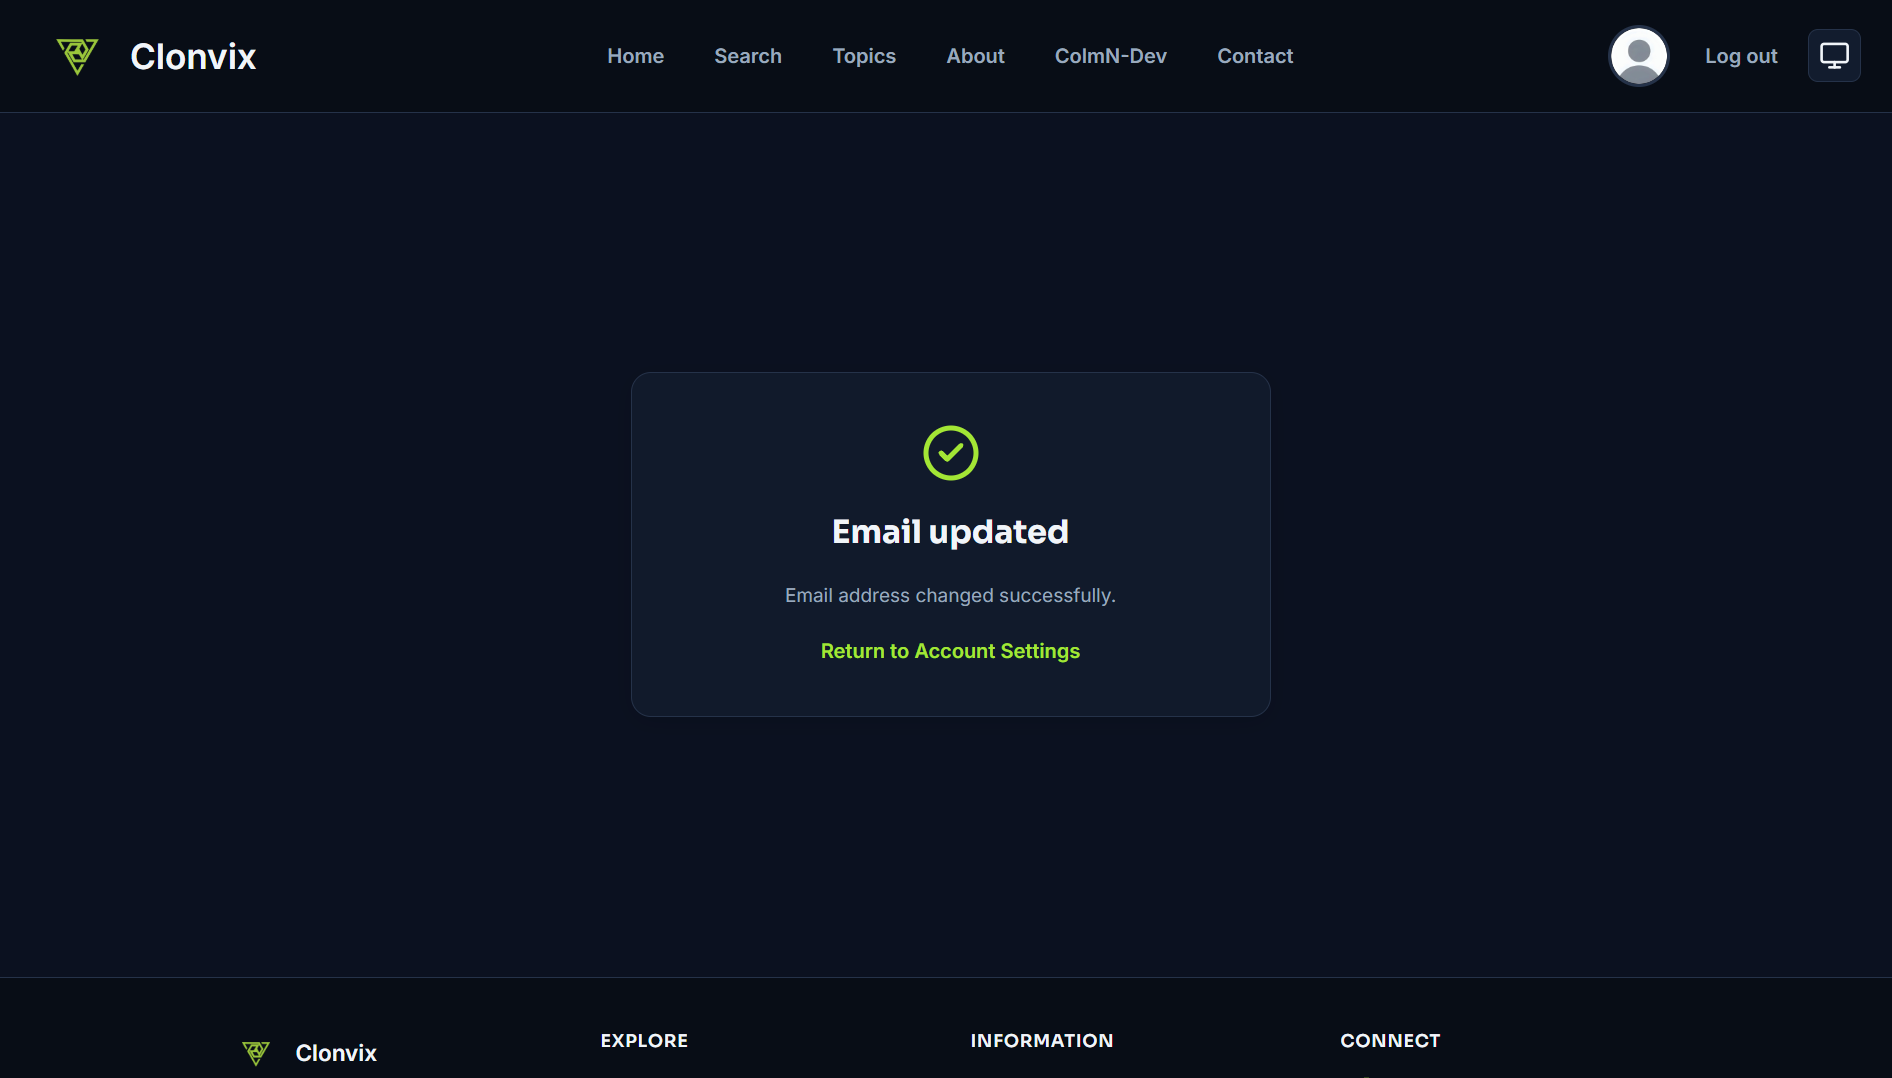 Clonvix
Home
Search
Topics
About
ColmN-Dev
Contact
Log out
Email updated
Email address changed successfully.
Return to Account Settings
Clonvix
EXPLORE
INFORMATION
CONNECT